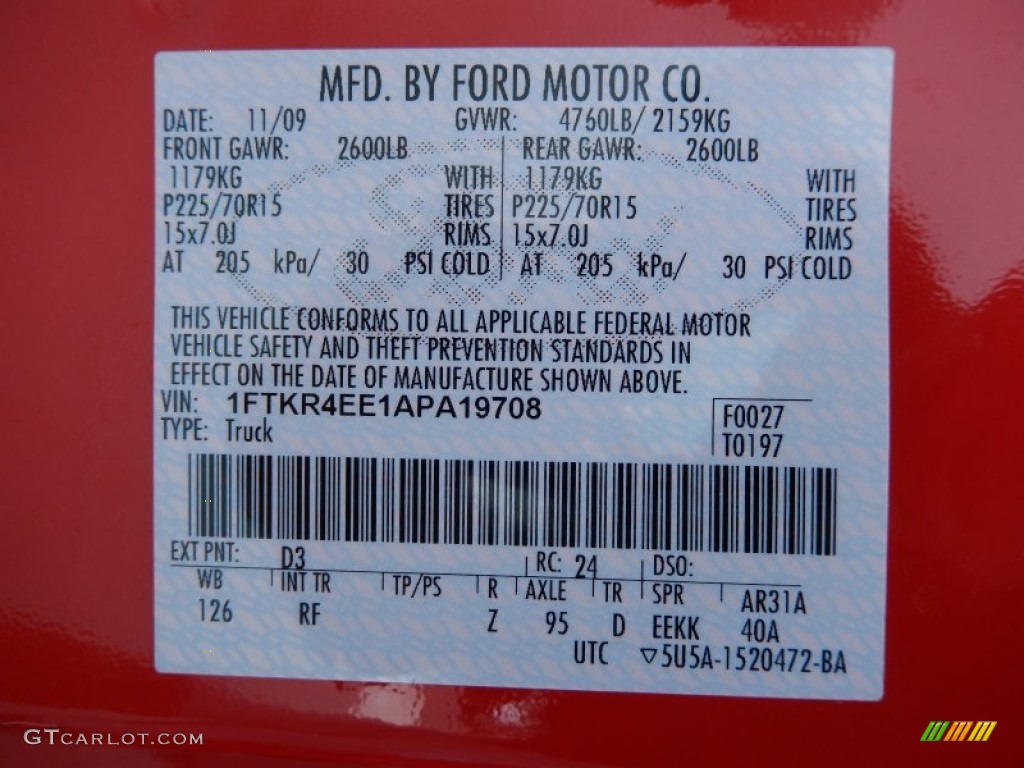 MFD. BY FORD MOTOR CO.
DATE: 11/09 GVWR: 4760LB/ 2159KG
FRONT GAWR: 2600LB REAR GAWR: 2600LB
1179KG WITH 1179KG WITH
P225/70R15 TIRES P225/70R15 TIRES
15x7.0J RIMS 15x7.0J RIMS
AT 205 kPa/ 30 PSI COLD AT 205 kPa/ 30 PSI COLD
THIS VEHICLE CONFORMS TO ALL APPLICABLE FEDERAL MOTOR
VEHICLE SAFETY AND THEFT PREVENTION STANDARDS IN
EFFECT ON THE DATE OF MANUFACTURE SHOWN ABOVE.
VIN: 1FTKR4EE1APA19708 F0027
TYPE: Truck T0197
EXT PNT: D3 RC: 24 DSO:
WB INT TR TP/PS R AXLE TR SPR AR31A
126 RF Z 95 D EEKK 40A
UTC ▽5U5A-1520472-BA
GTCARLOT.COM